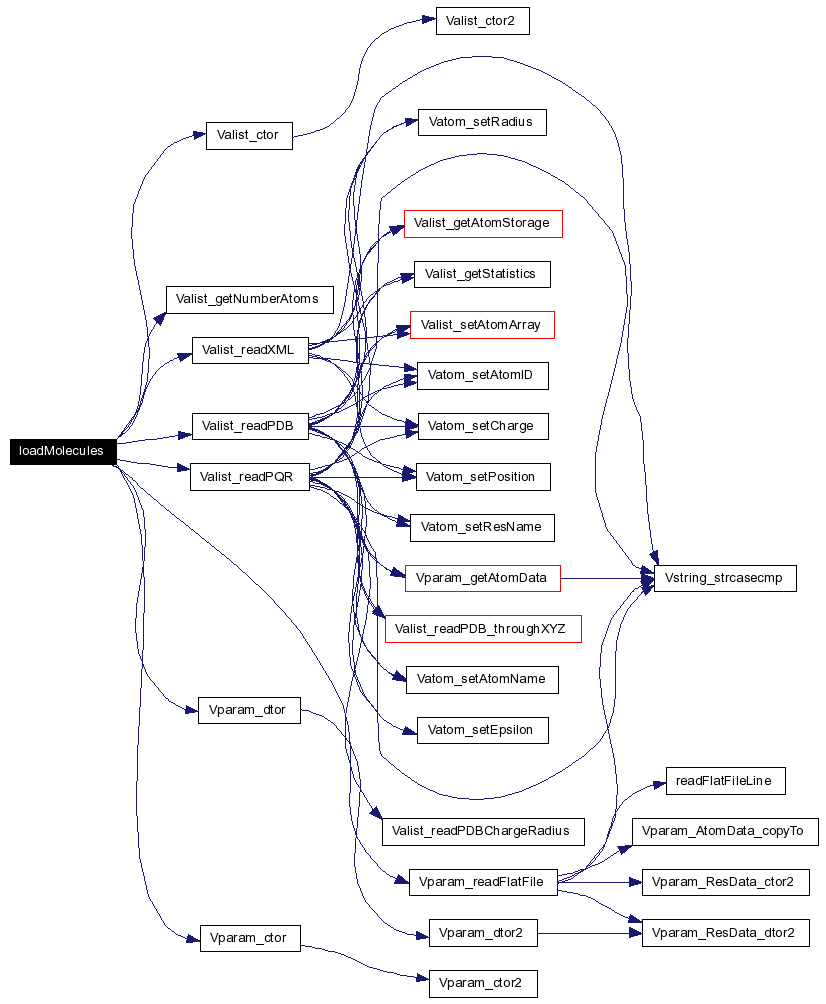 Valist_ctor2
Vatom_setRadius
Valist_ctor
Valist_getAtomStorage
Valist_getStatistics
Valist_getNumberAtoms
Valist_setAtomArray
Valist_readXML
Vatom_setAtomID
Valist_readPDB
Vatom_setCharge
loadMolecules
Valist_readPQR
Vatom_setPosition
Vatom_setResName
Vparam_getAtomData
Vstring_strcasecmp
Valist_readPDB_throughXYZ
Vatom_setAtomName
Vparam_dtor
Vatom_setEpsilon
readFlatFileLine
Valist_readPDBChargeRadius
Vparam_AtomData_copyTo
Vparam_readFlatFile
Vparam_ResData_ctor2
Vparam_ctor
Vparam_dtor2
Vparam_ResData_dtor2
Vparam_ctor2